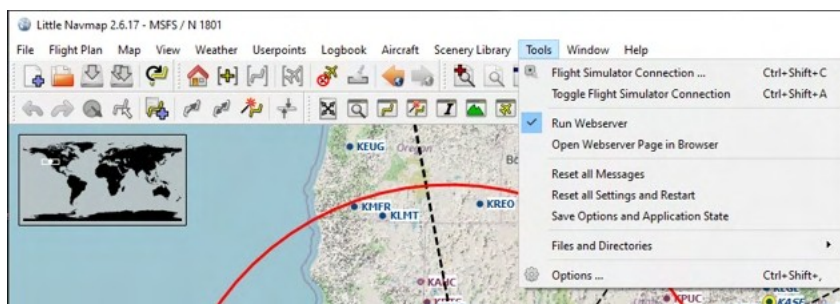 Little Navmap 2.6.17 - MSFS / N 1801
File Flight Plan Map View Weather Userpoints Logbook Aircraft Scenery Library Tools Window Help
Flight Simulator Connection ... Ctrl+Shift+C
Toggle Flight Simulator Connection Ctrl+Shift+A
Run Webserver
Open Webserver Page in Browser
Reset all Messages
Reset all Settings and Restart
Save Options and Application State
Files and Directories
Options ... Ctrl+Shift+,
KEUG Oregon
KMFR
KLMT
KREO
KPUC
KASE